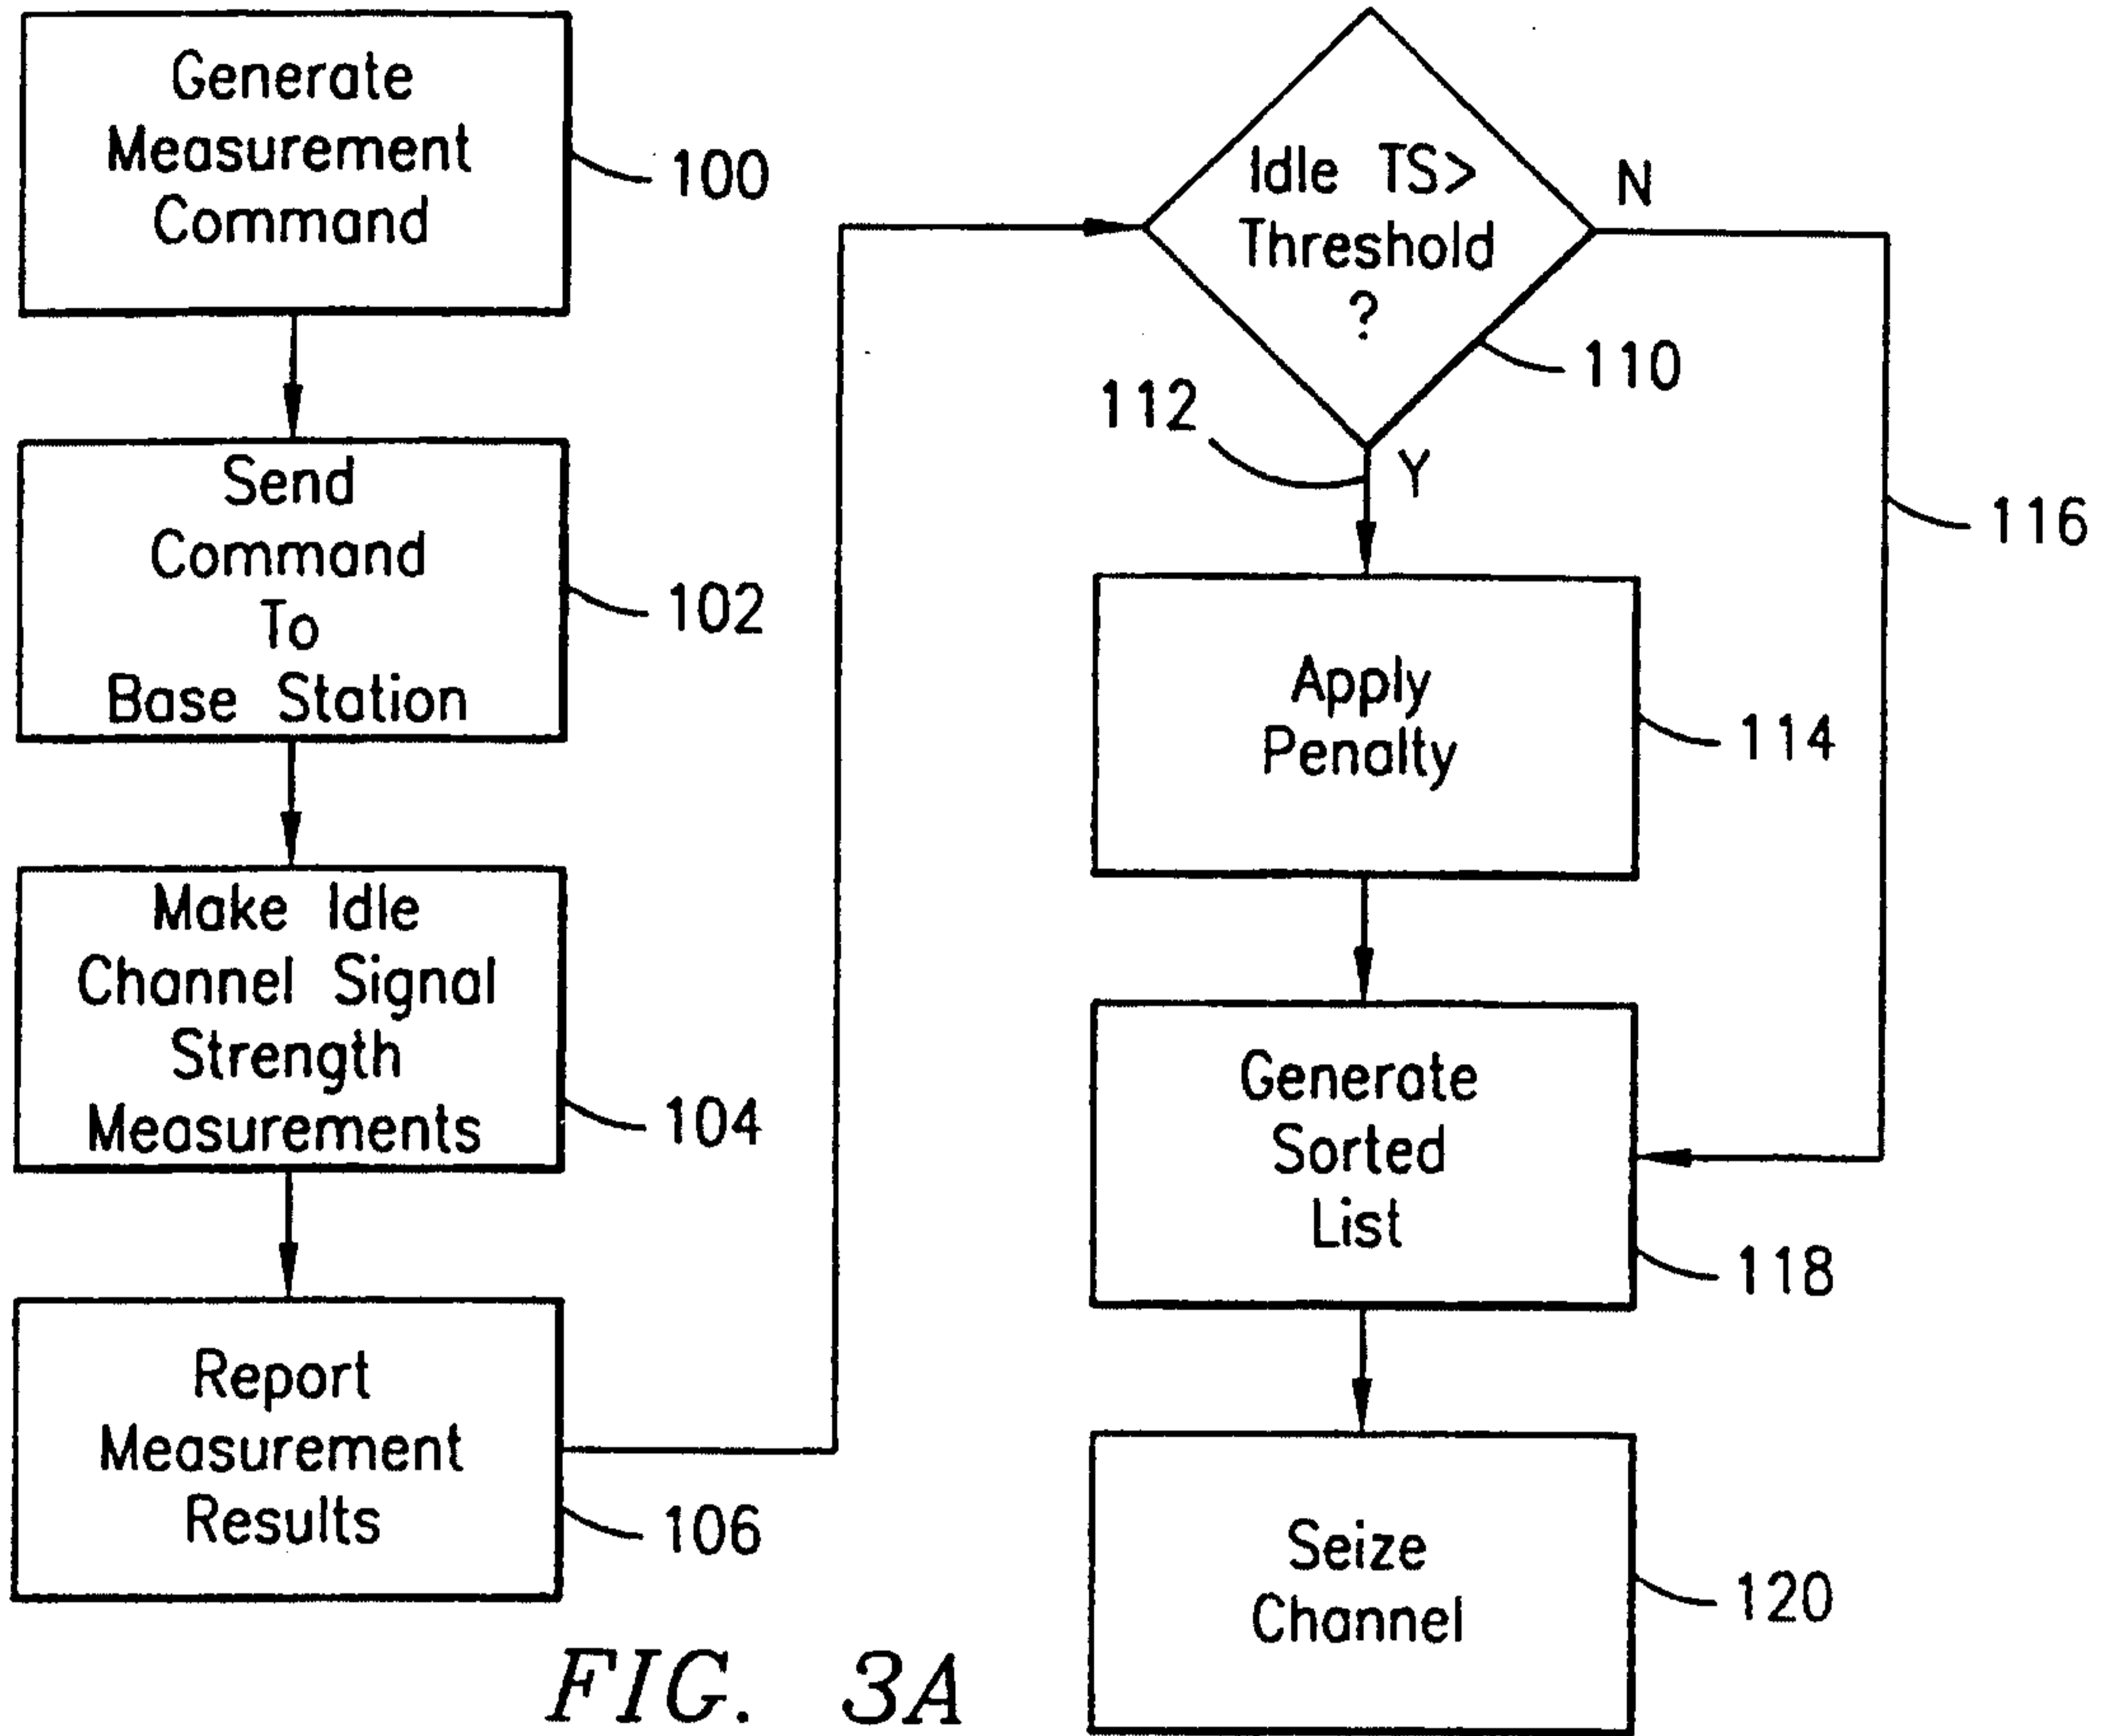 Generate
Measurement
Command
100
Send
Command
To
Base Station
102
Make Idle
Channel Signal
Strength
Measurements
104
Report
Measurement
Results
106
Idle TS>
Threshold
?
N
110
112
Y
116
Apply
Penalty
114
Generate
Sorted
List
118
Seize
Channel
120
FIG. 3A